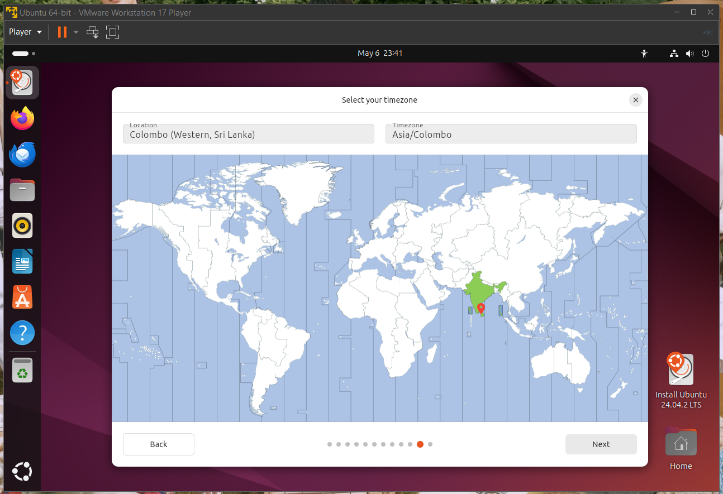 Ubuntu 64-bit - VMware Workstation 17 Player
Player
May 6 23:41
Select your timezone
Location
Colombo (Western, Sri Lanka)
Timezone
Asia/Colombo
Install Ubuntu
24.04.2 LTS
Back
Next
Home